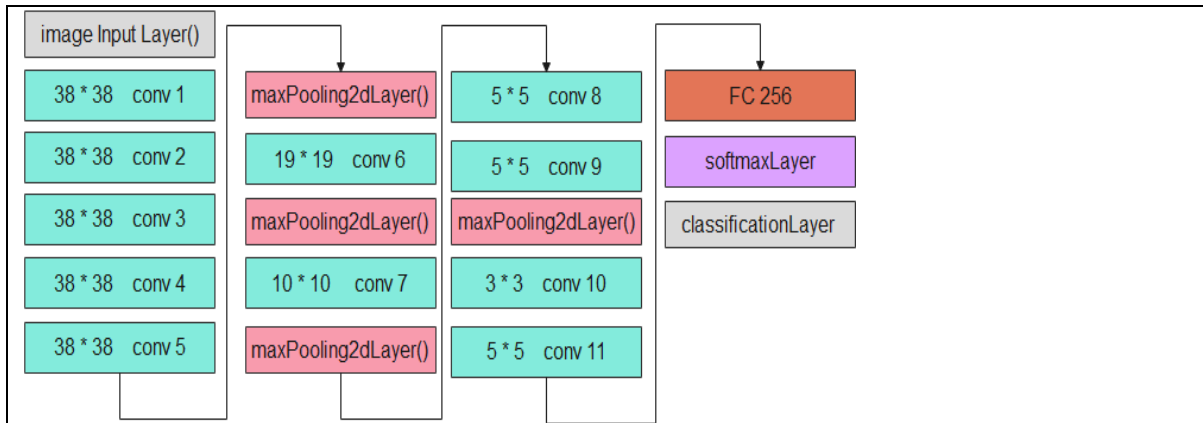 image Input Layer()
38 * 38 conv 1
38 * 38 conv 2
38 * 38 conv 3
38 * 38 conv 4
38 * 38 conv 5
maxPooling2dLayer()
19 * 19 conv 6
maxPooling2dLayer()
10 * 10 conv 7
maxPooling2dLayer()
5 * 5 conv 8
5 * 5 conv 9
maxPooling2dLayer()
3 * 3 conv 10
5 * 5 conv 11
FC 256
softmaxLayer
classificationLayer